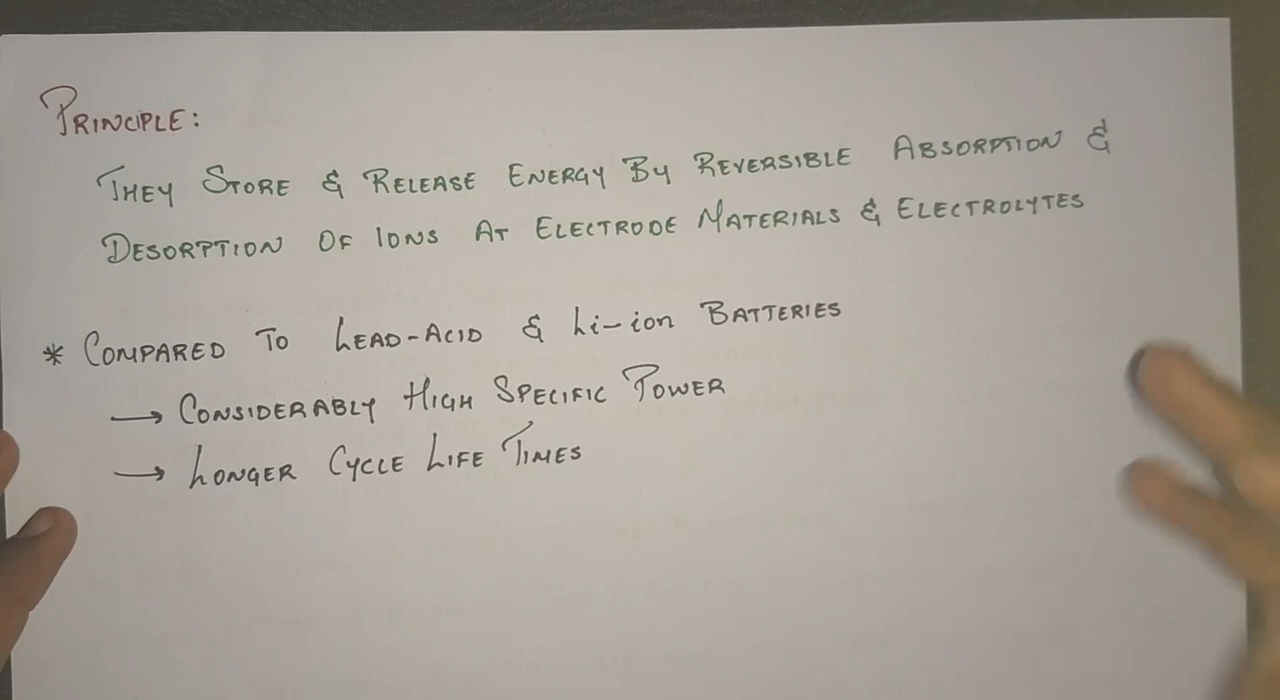 PRINCIPLE:
THEY STORE & RELEASE ENERGY BY REVERSIBLE ABSORPTION &
DESORPTION OF IONS AT ELECTRODE MATERIALS & ELECTROLYTES
* COMPARED TO LEAD-ACID & Li-ion BATTERIES
→ CONSIDERABLY HIGH SPECIFIC POWER
→ LONGER CYCLE LIFE TIMES